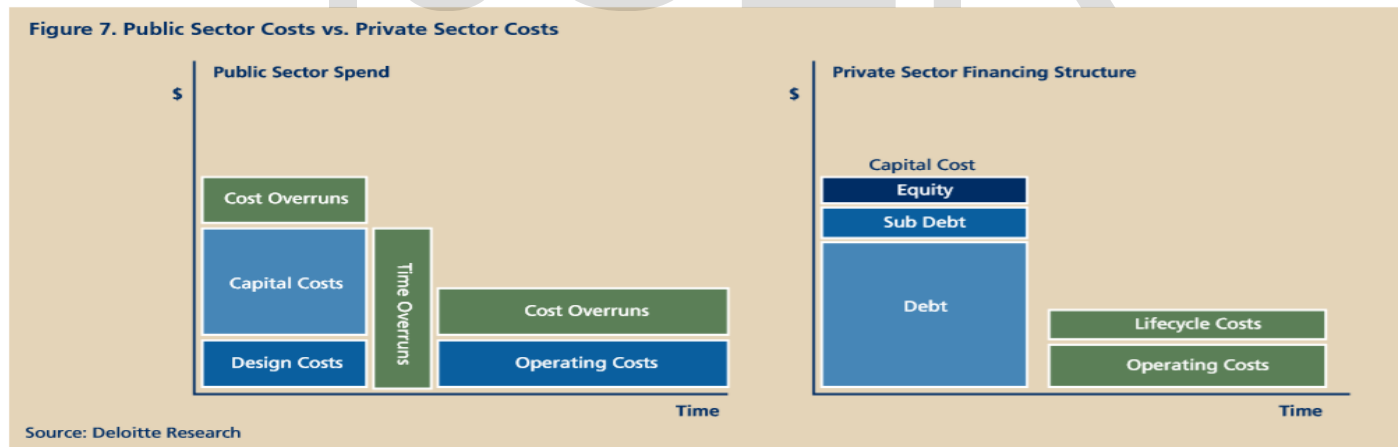 Figure 7. Public Sector Costs vs. Private Sector Costs
Public Sector Spend
$
Cost Overruns
Capital Costs
Design Costs
Time Overruns
Cost Overruns
Operating Costs
Time
Private Sector Financing Structure
$
Capital Cost
Equity
Sub Debt
Debt
Lifecycle Costs
Operating Costs
Time
Source: Deloitte Research